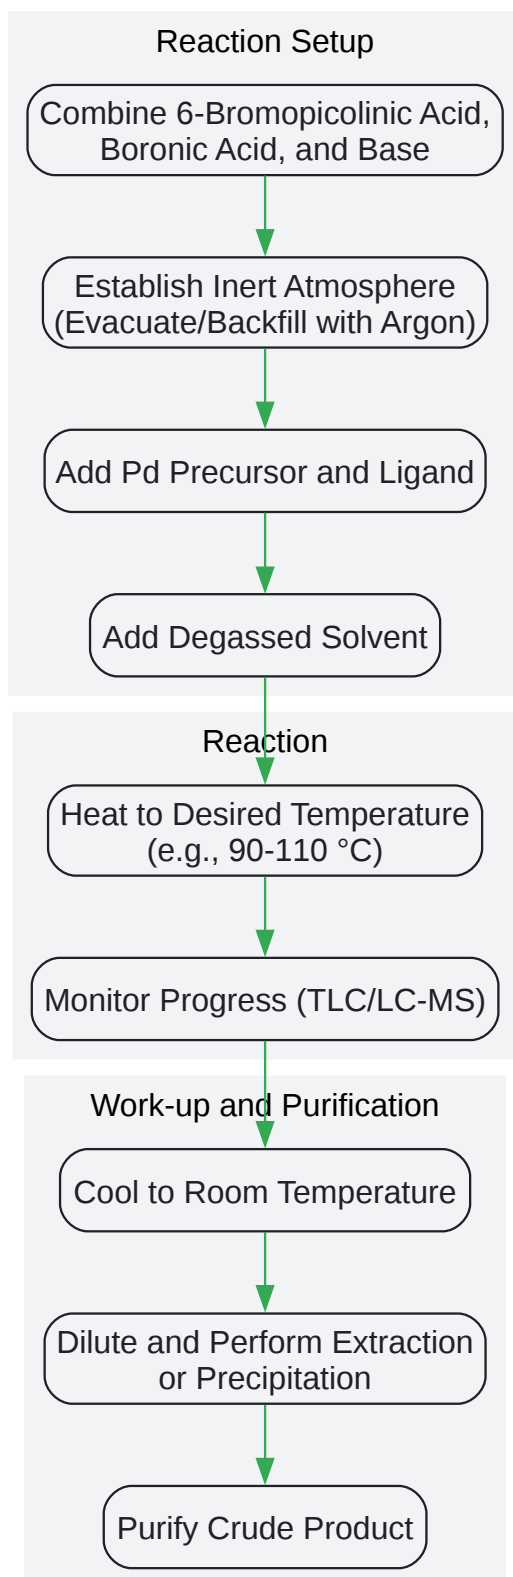 Reaction Setup
Combine 6-Bromopicolinic Acid,
Boronic Acid, and Base
Establish Inert Atmosphere
(Evacuate/Backfill with Argon)
Add Pd Precursor and Ligand
Add Degassed Solvent
Reaction
Heat to Desired Temperature
(e.g., 90-110 °C)
Monitor Progress (TLC/LC-MS)
Work-up and Purification
Cool to Room Temperature
Dilute and Perform Extraction
or Precipitation
Purify Crude Product